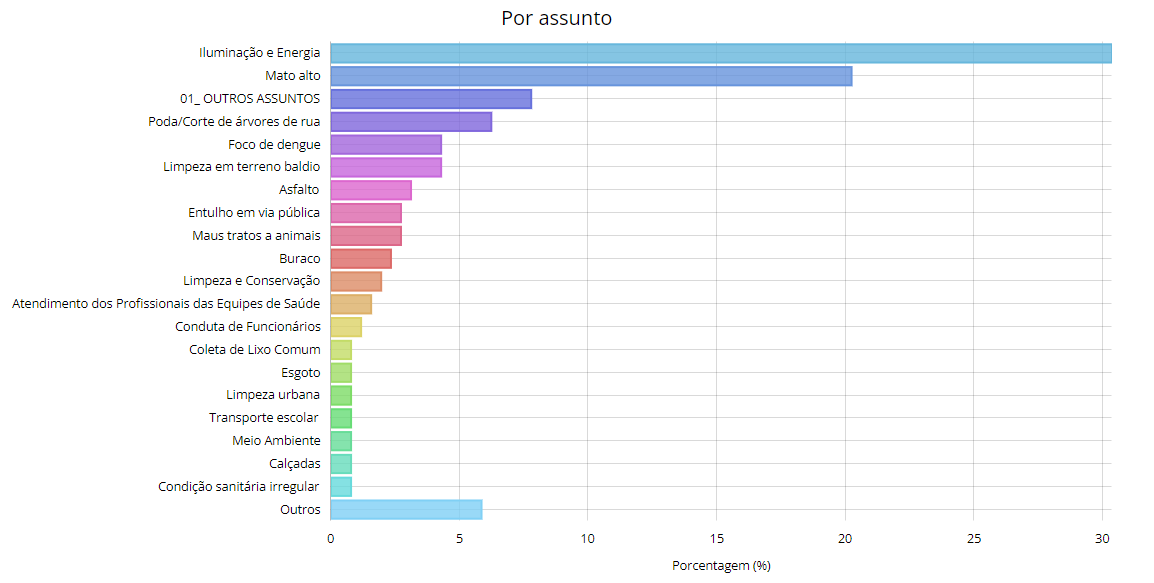 Por assunto
Iluminação e Energia
Mato alto
01_ OUTROS ASSUNTOS
Poda/Corte de árvores de rua
Foco de dengue
Limpeza em terreno baldio
Asfalto
Entulho em via pública
Maus tratos a animais
Buraco
Limpeza e Conservação
Atendimento dos Profissionais das Equipes de Saúde
Conduta de Funcionários
Coleta de Lixo Comum
Esgoto
Limpeza urbana
Transporte escolar
Meio Ambiente
Calçadas
Condição sanitária irregular
Outros
0 5 10 15 20 25 30
Porcentagem (%)